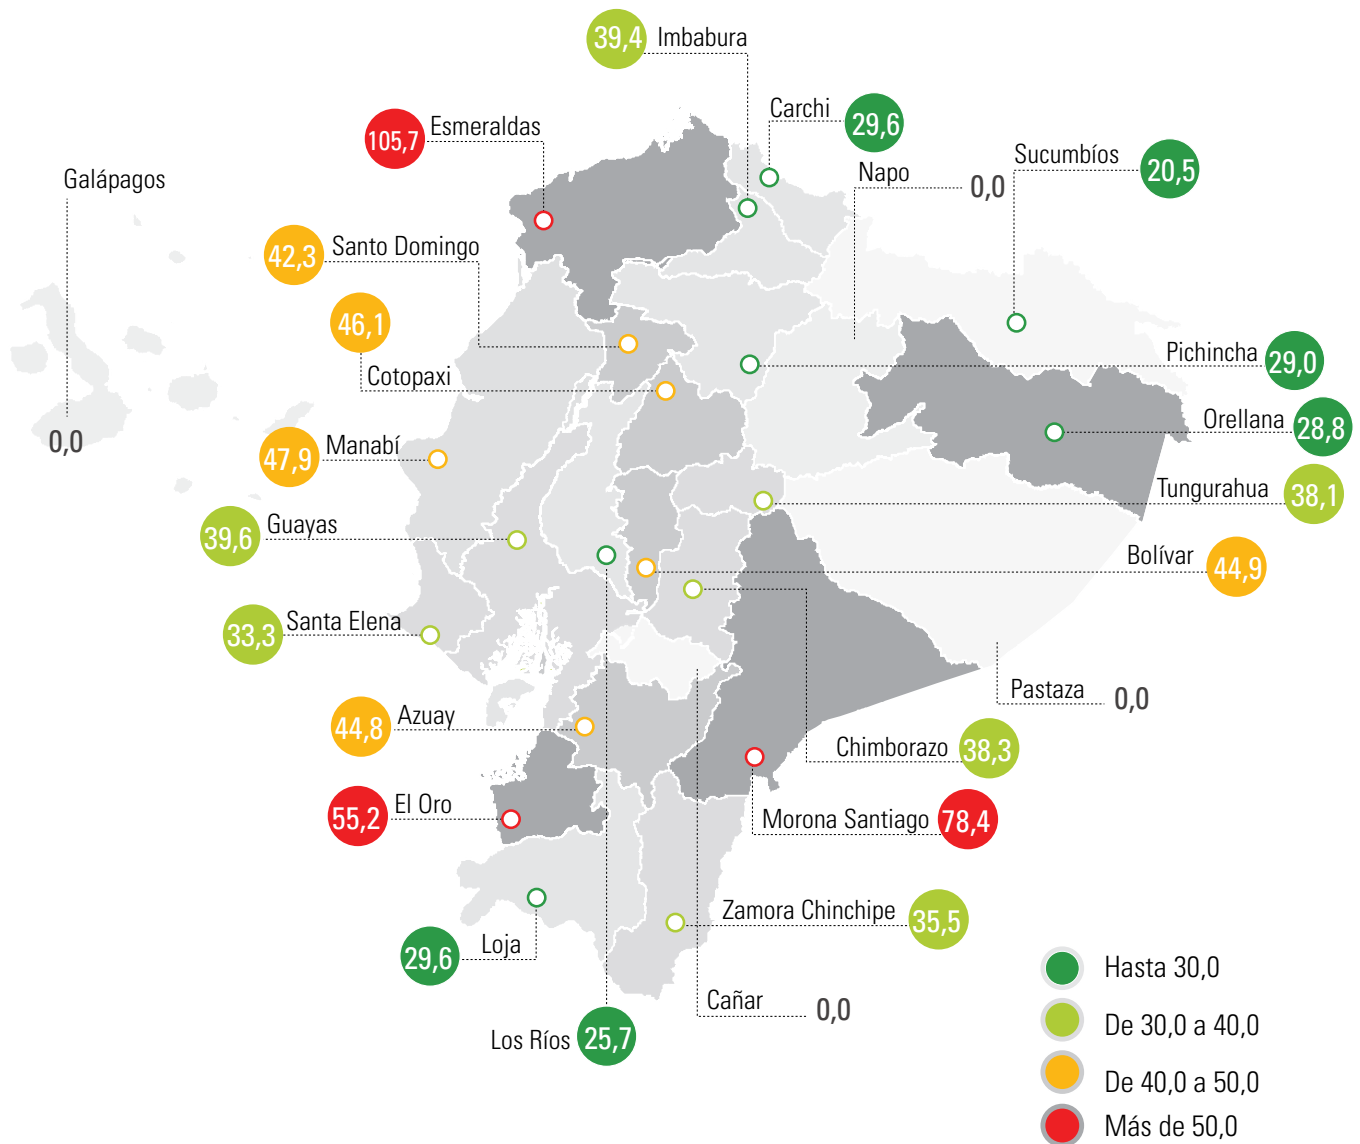 39,4 Imbabura
Carchi 29,6
Esmeraldas
105,7
Sucumbíos
20,5
Napo 0,0
Galápagos
0,0
Santo Domingo
42,3
46,1
Cotopaxi
Pichincha
29,0
Orellana
28,8
Manabí
47,9
Tungurahua
38,1
Guayas
39,6
Bolívar
44,9
Santa Elena
33,3
Pastaza 0,0
Azuay
44,8
Chimborazo 38,3
El Oro
55,2
Morona Santiago 78,4
Zamora Chinchipe 35,5
Loja
29,6
Cañar 0,0
Los Ríos 25,7
Hasta 30,0
De 30,0 a 40,0
De 40,0 a 50,0
Más de 50,0